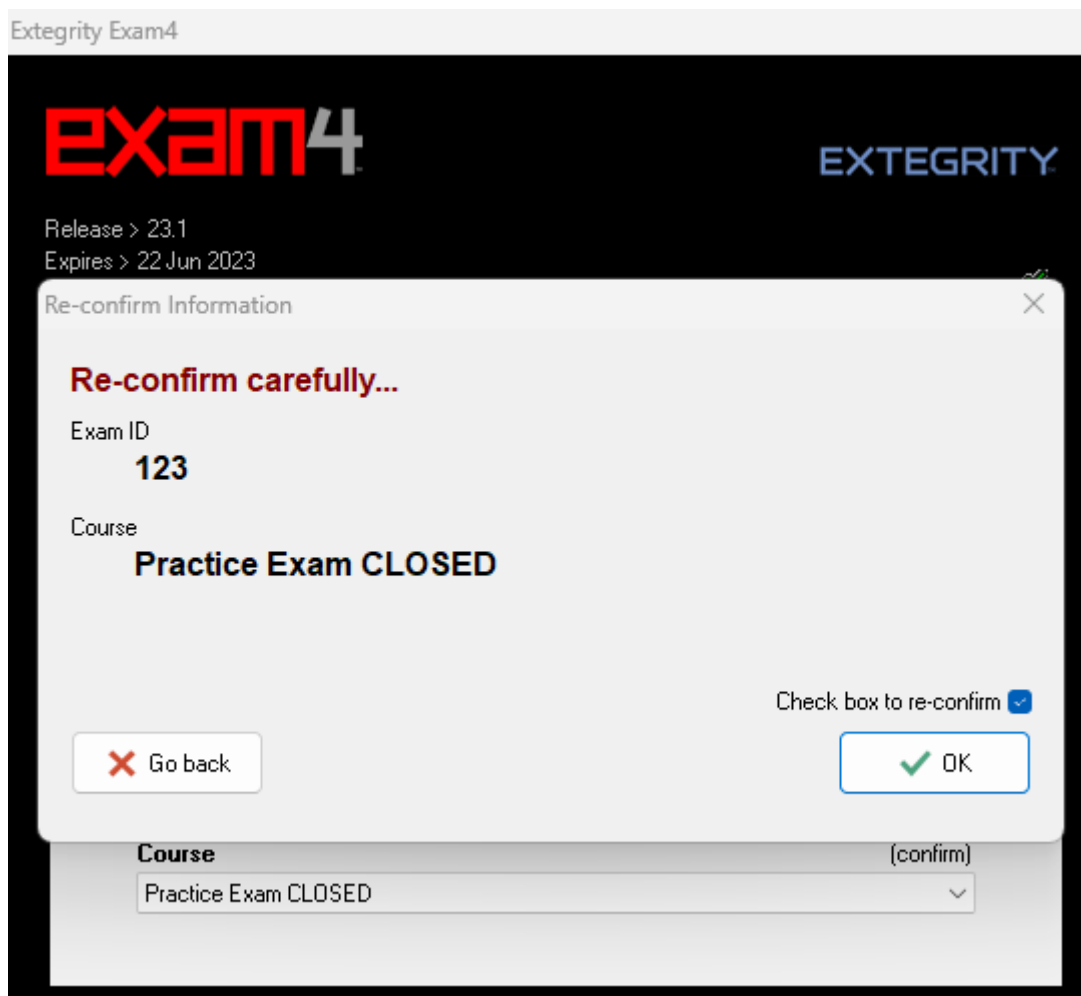 Extegrity Exam4
exam4
EXTEGRITY
Release > 23.1
Expires > 22 Jun 2023
Re-confirm Information
Re-confirm carefully...
Exam ID
123
Course
Practice Exam CLOSED
Check box to re-confirm
Go back
OK
Course (confirm)
Practice Exam CLOSED